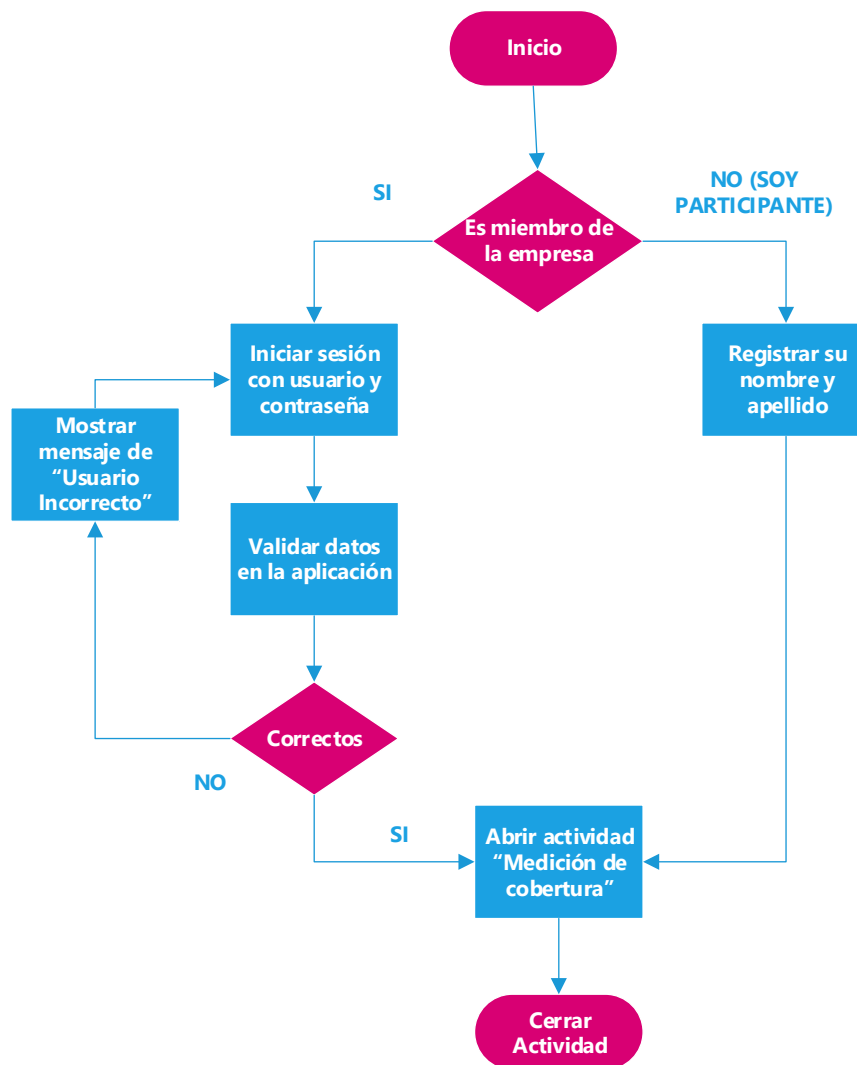 Inicio
SI
NO (SOY
PARTICIPANTE)
Es miembro de
la empresa
Iniciar sesión
con usuario y
contraseña
Registrar su
nombre y
apellido
Mostrar
mensaje de
“Usuario
Incorrecto”
Validar datos
en la aplicación
Correctos
NO
SI
Abrir actividad
“Medición de
cobertura”
Cerrar
Actividad